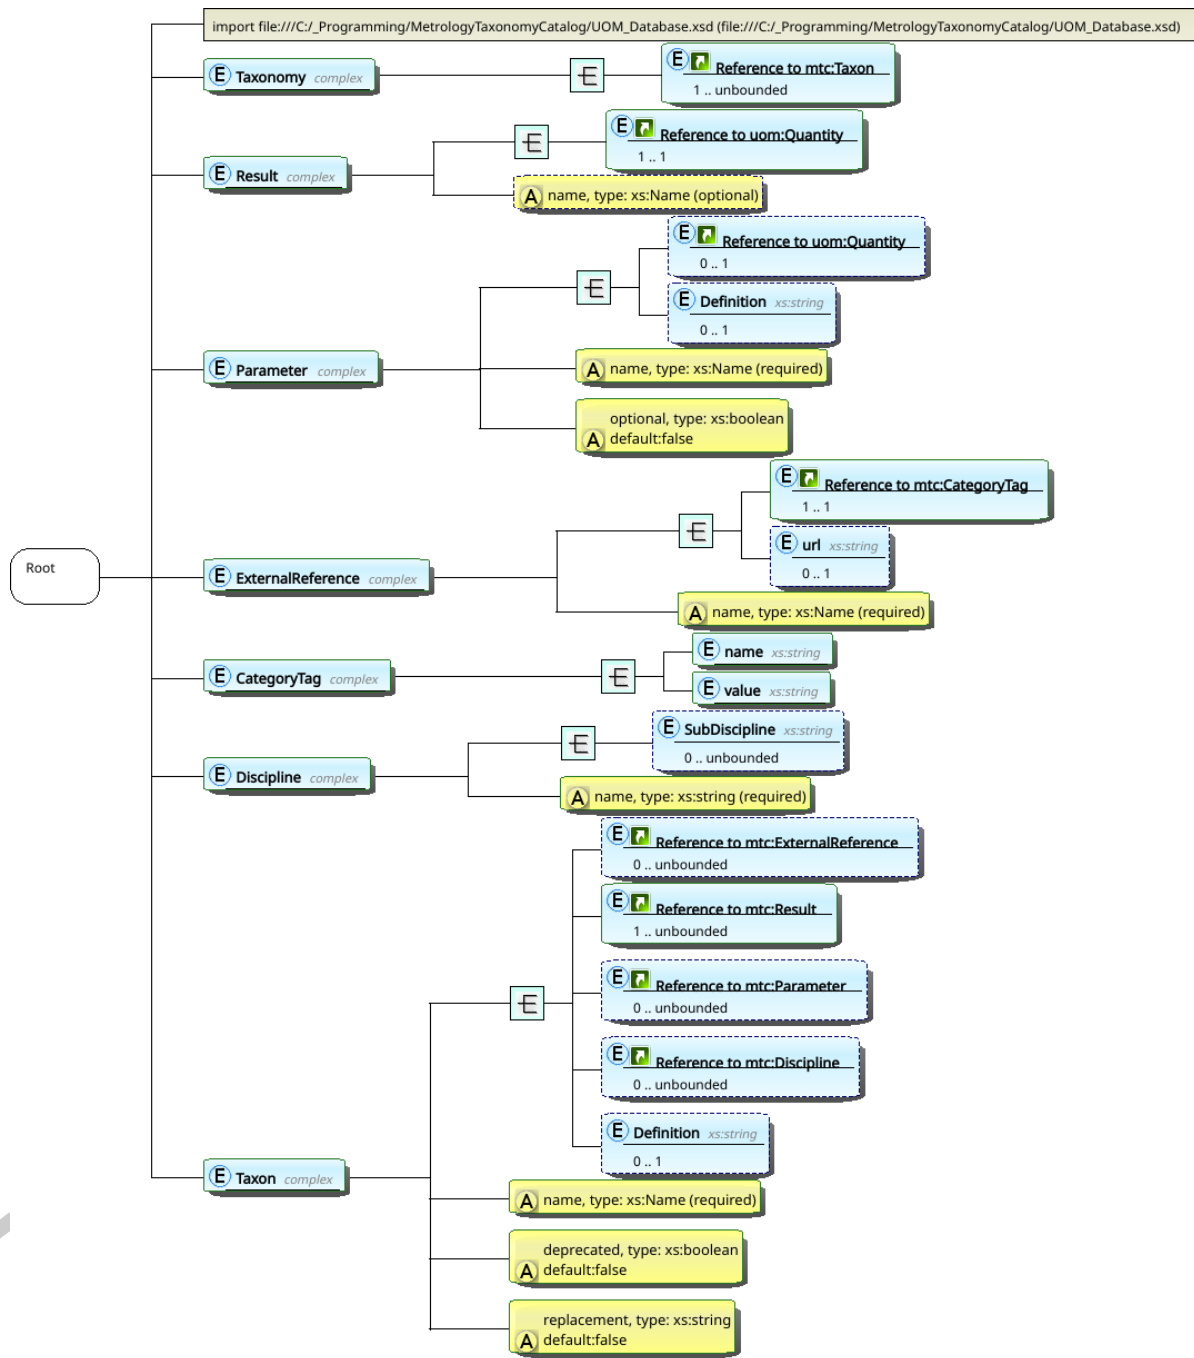 import file:///C:/_Programming/MetrologyTaxonomyCatalog/UOM_Database.xsd (file:///C:/_Programming/MetrologyTaxonomyCatalog/UOM_Database.xsd)
E Taxonomy complex
E Reference to mtc:Taxon
1 .. unbounded
E Reference to uom:Quantity
1 .. 1
E Result complex
A name, type: xs:Name (optional)
E Reference to uom:Quantity
0 .. 1
E Definition xs:string
0 .. 1
E Parameter complex
A name, type: xs:Name (required)
optional, type: xs:boolean
A default:false
E Reference to mtc:CategoryTag
1 .. 1
E url xs:string
0 .. 1
Root
E ExternalReference complex
A name, type: xs:Name (required)
E name xs:string
E CategoryTag complex
E value xs:string
E SubDiscipline xs:string
0 .. unbounded
E Discipline complex
A name, type: xs:string (required)
E Reference to mtc:ExternalReference
0 .. unbounded
E Reference to mtc:Result
1 .. unbounded
E Reference to mtc:Parameter
0 .. unbounded
E Reference to mtc:Discipline
0 .. unbounded
E Definition xs:string
0 .. 1
E Taxon complex
A name, type: xs:Name (required)
deprecated, type: xs:boolean
A default:false
replacement, type: xs:string
A default:false